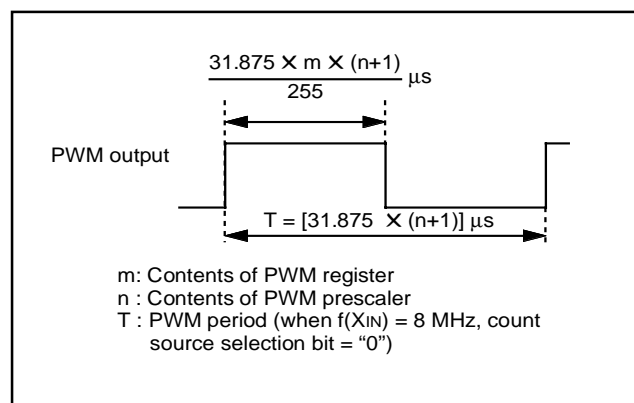 31.875 × m × (n+1)
255
μs
PWM output
T = [31.875 × (n+1)] μs
m: Contents of PWM register
n : Contents of PWM prescaler
T : PWM period (when f(XIN) = 8 MHz, count
source selection bit = “0”)